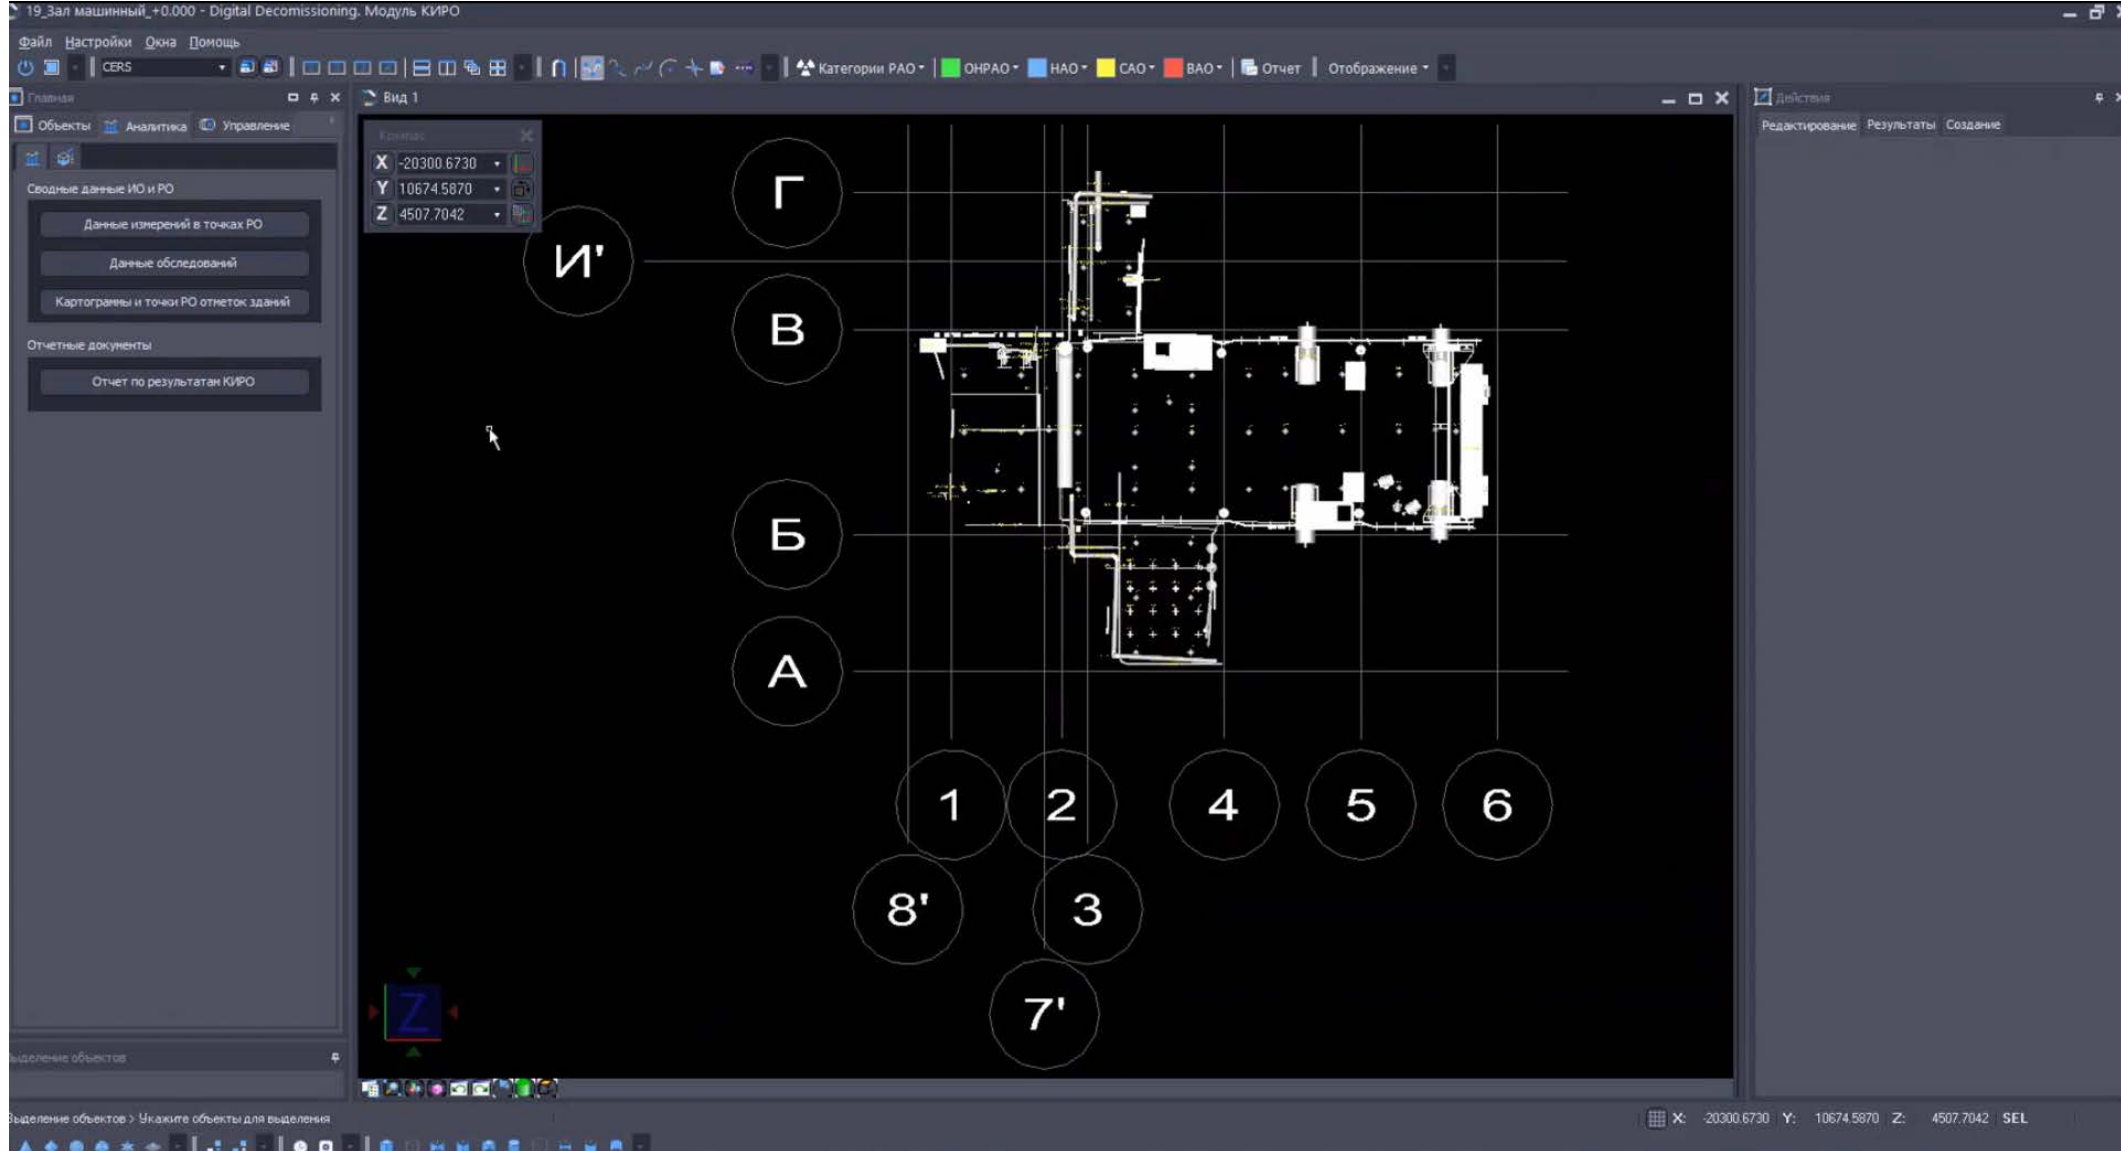 19_Зал машинный_+0.000 - Digital Decomissioning. Модуль КИРО
Файл Настройки Окна Помощь
CERS Категории РАО ОНРАО НАО САО ВАО Отчет Отображение
Главная
Вид 1
Действия
Объекты Аналитика Управление
Редактирование Результаты Создание
Компас
X -20300.6730
Y 10674.5870
Z 4507.7042
Сводные данные ИО и РО
Данные измерений в точках РО
Данные обследований
Картограммы и точки РО отметок зданий
Отчетные документы
Отчет по результатам КИРО
Г
И'
В
Б
А
1 2 4 5 6
8' 3
7'
Z
Выделение объектов
Выделение объектов > Укажите объекты для выделения
X: -20300.6730 Y: 10674.5870 Z: 4507.7042 SEL